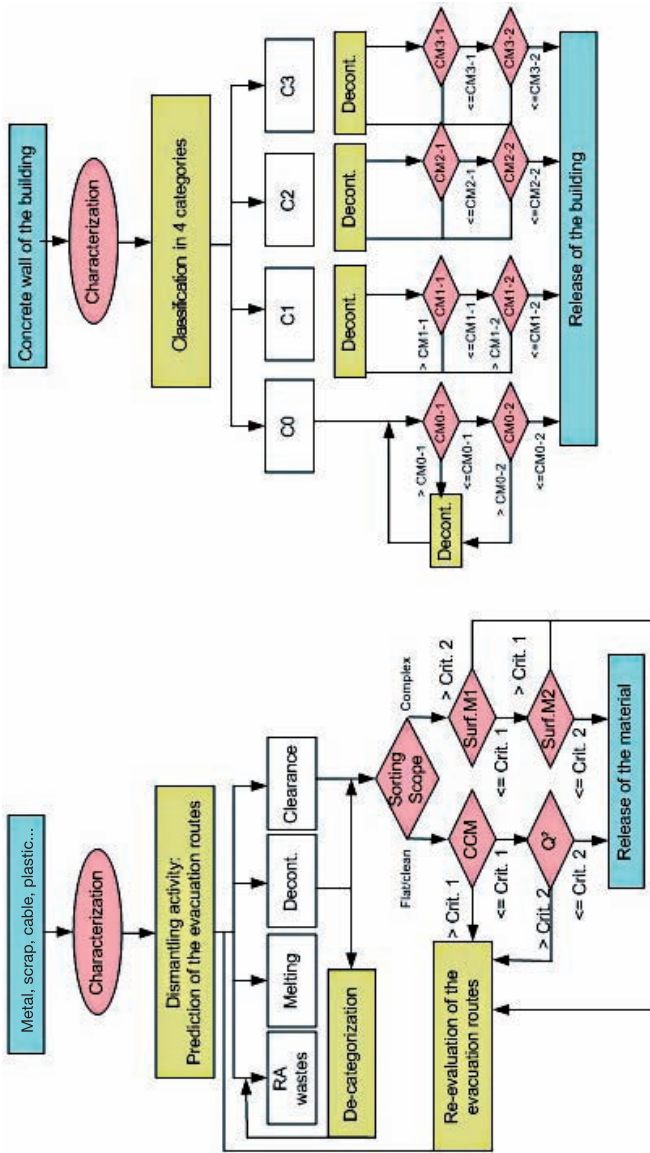 Metal, scrap, cable, plastic...
Characterization
Dismantling activity:
Prediction of the evacuation routes
RA
wastes
Melting
Decont.
Clearance
De-categorization
Sorting
Scope
Flat/clean
Complex
CCM
> Crit. 1
<= Crit. 1
Surf.M1
> Crit. 2
<= Crit. 1
Q²
> Crit. 2
<= Crit. 2
Surf.M2
> Crit. 1
<= Crit. 2
Re-evaluation of the
evacuation routes
Release of the material
Concrete wall of the building
Characterization
Classification in 4 categories
C0
C1
C2
C3
Decont.
Decont.
Decont.
Decont.
CM0-1
> CM0-1
<=CM0-1
CM0-2
> CM0-2
<=CM0-2
CM1-1
> CM1-1
<=CM1-1
CM1-2
> CM1-2
<=CM1-2
CM2-1
<=CM2-1
CM2-2
<=CM2-2
CM3-1
<=CM3-1
CM3-2
<=CM3-2
Release of the building